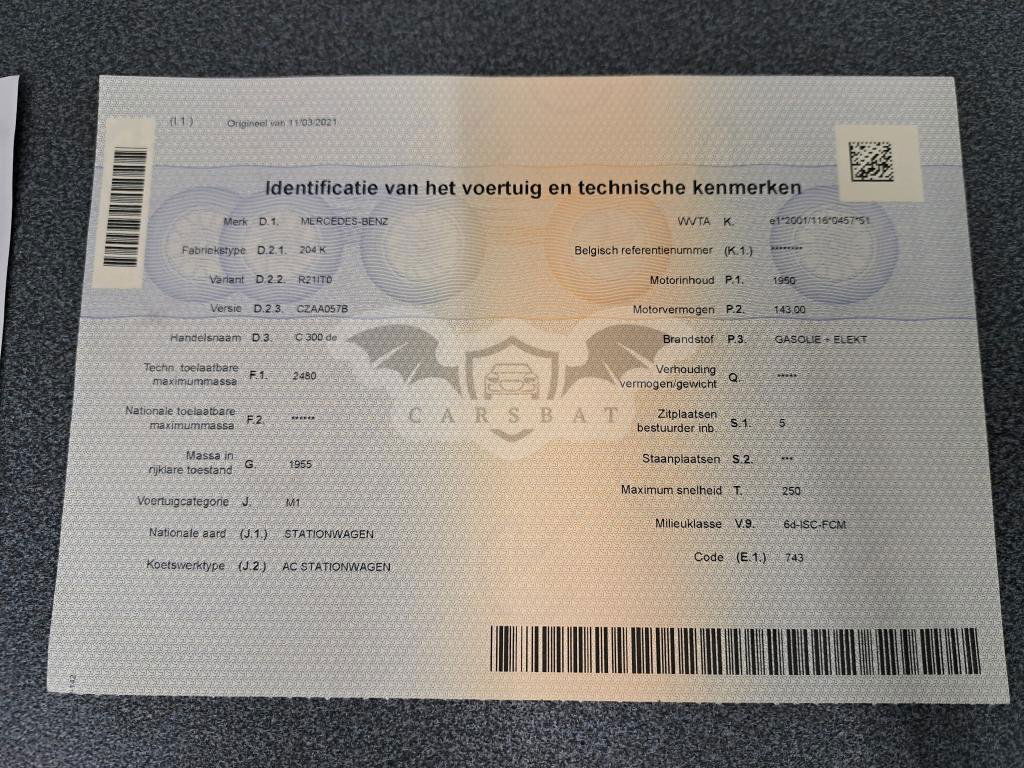 (I.1.) Origineel van 11/03/2021
Identificatie van het voertuig en technische kenmerken
Merk D.1. MERCEDES-BENZ
Fabriekstype D.2.1. 204 K
Variant D.2.2. R21IT0
Versie D.2.3. CZAA057B
Handelsnaam D.3. C 300 de
Techn. toelaatbare
maximummassa F.1. 2480
Nationale toelaatbare
maximummassa F.2. ******
Massa in
rijklare toestand G. 1955
Voertuigcategorie J. M1
Nationale aard (J.1.) STATIONWAGEN
Koetswerktype (J.2.) AC STATIONWAGEN
WVTA K. e1*2001/116*0457*51
Belgisch referentienummer (K.1.) ********
Motorinhoud P.1. 1950
Motorvermogen P.2. 143.00
Brandstof P.3. GASOLIE + ELEKT
Verhouding
vermogen/gewicht Q. *****
Zitplaatsen
bestuurder inb. S.1. 5
Staanplaatsen S.2. ***
Maximum snelheid T. 250
Milieuklasse V.9. 6d-ISC-FCM
Code (E.1.) 743
CARSBAT